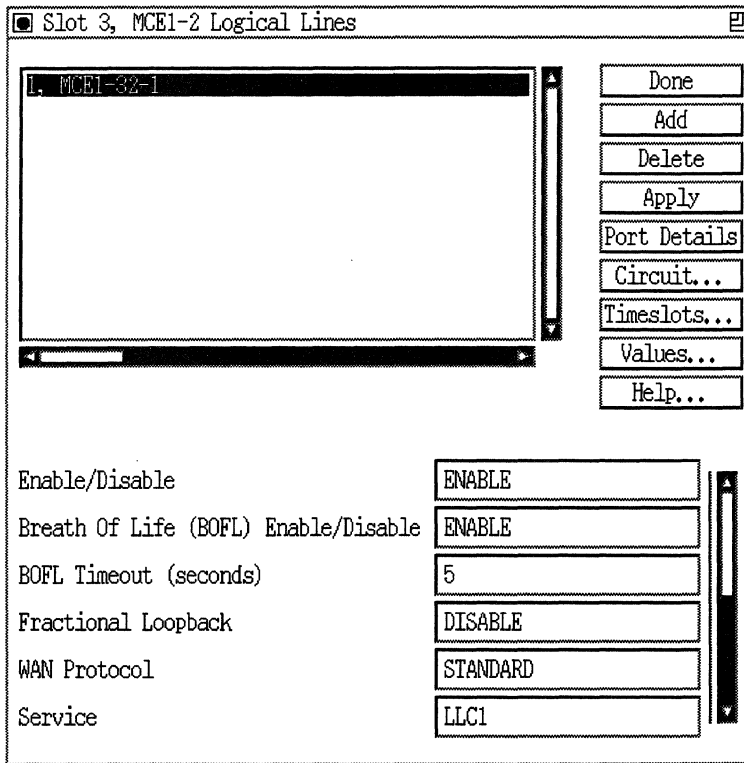 Slot 3, MCE1-2 Logical Lines
1, MCE1-32-1
Done
Add
Delete
Apply
Port Details
Circuit...
Timeslots...
Values...
Help...
Enable/Disable
ENABLE
Breath Of Life (BOFL) Enable/Disable
ENABLE
BOFL Timeout (seconds)
5
Fractional Loopback
DISABLE
WAN Protocol
STANDARD
Service
LLC1